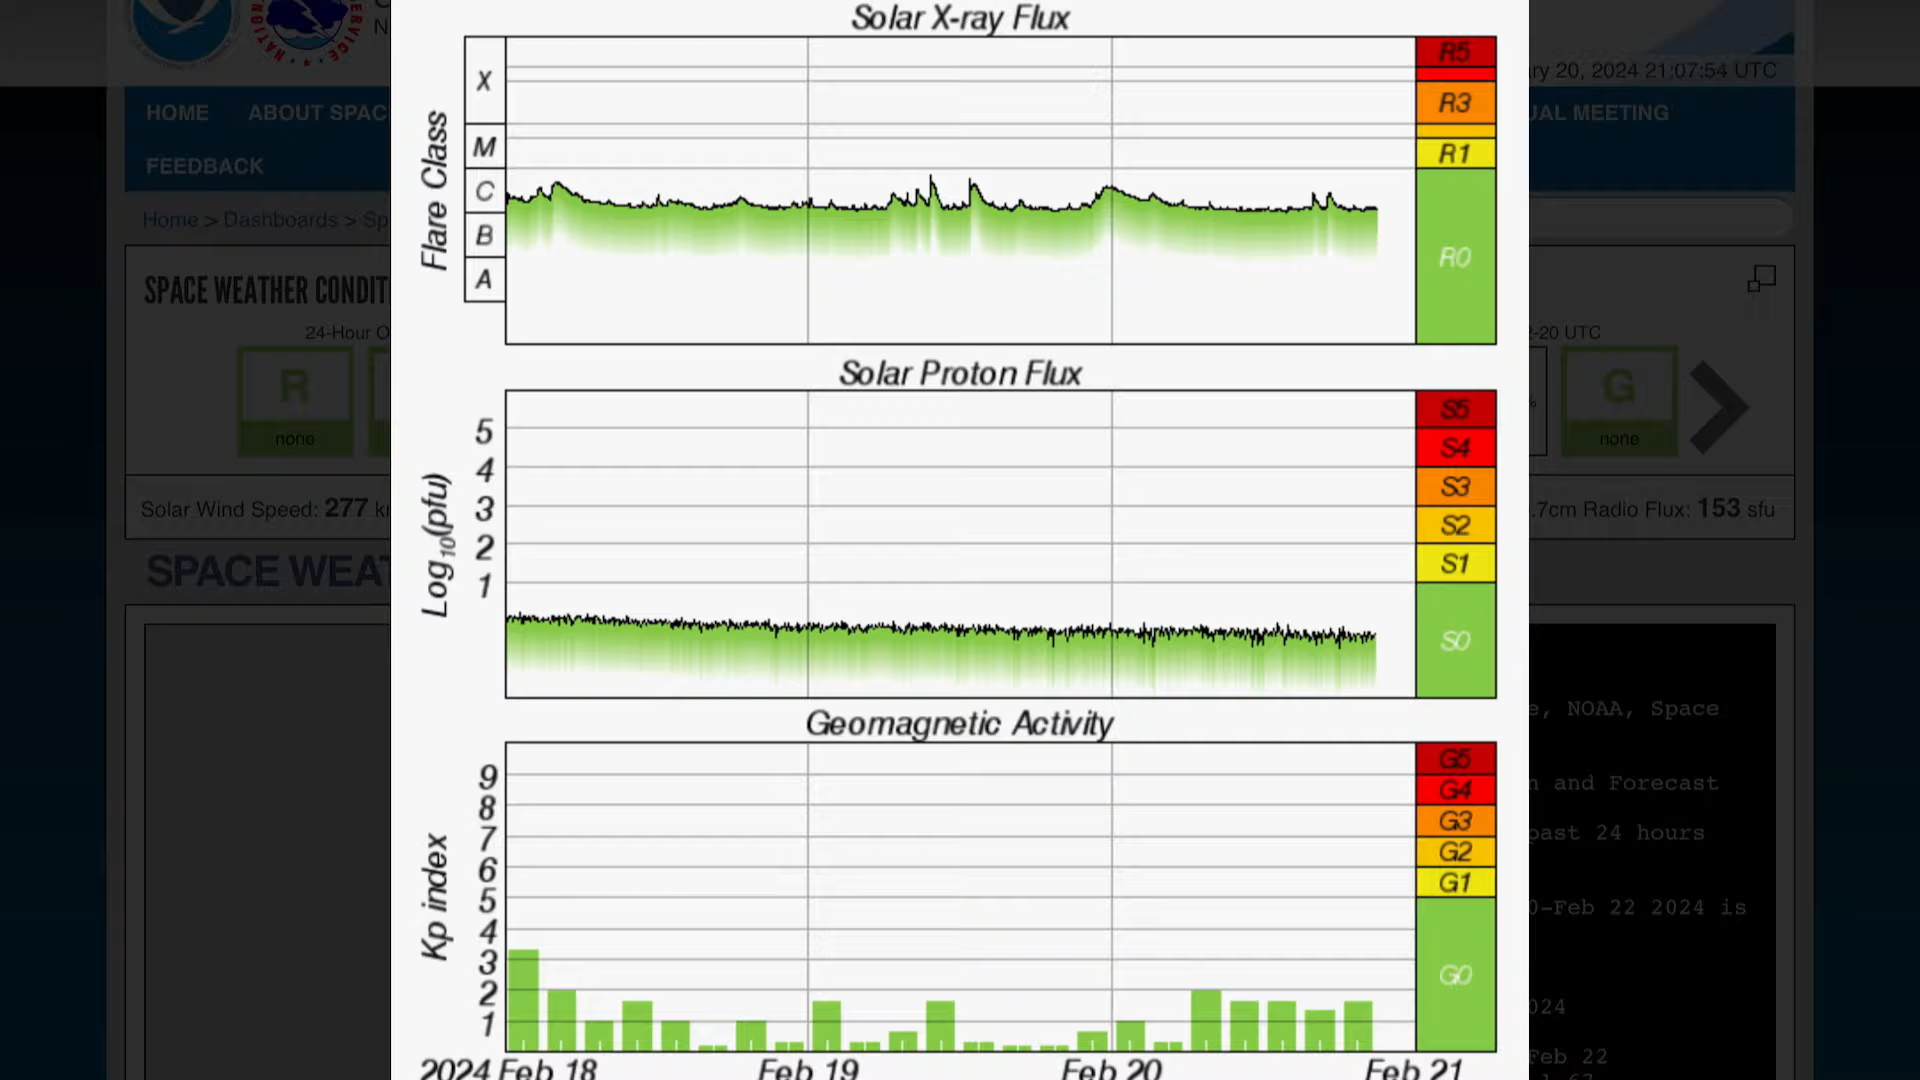 Solar X-ray Flux
X
M
C
B
A
Flare Class
R5
R3
R1
R0
ry 20, 2024 21:07:54 UTC
HOME
ABOUT SPAC
UAL MEETING
FEEDBACK
Home > Dashboards > Sp
SPACE WEATHER CONDIT
24-Hour O
-20 UTC
R
none
G
none
Solar Wind Speed: 277 k
.7cm Radio Flux: 153 sfu
SPACE WEA
Solar Proton Flux
5
4
3
2
1
Log10(pfu)
S5
S4
S3
S2
S1
S0
e, NOAA, Space
n and Forecast
past 24 hours
0-Feb 22 2024 is
024
Feb 22
Geomagnetic Activity
9
8
7
6
5
4
3
2
1
Kp index
G5
G4
G3
G2
G1
G0
2024 Feb 18
Feb 19
Feb 20
Feb 21